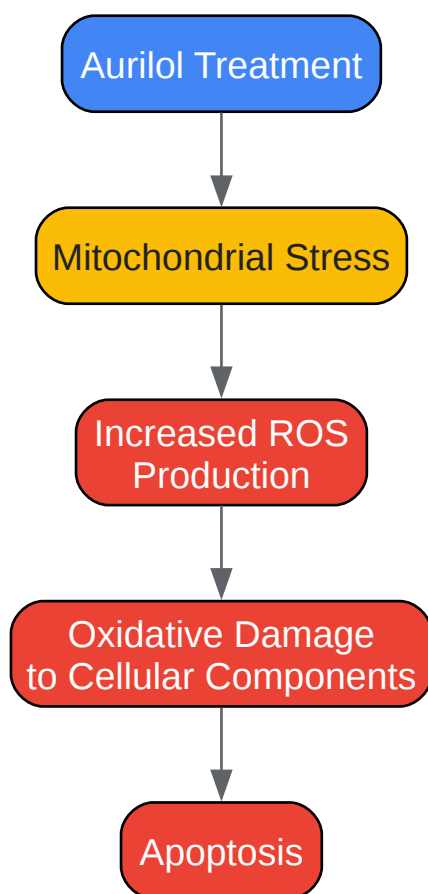 Aurilol Treatment
Mitochondrial Stress
Increased ROS
Production
Oxidative Damage
to Cellular Components
Apoptosis